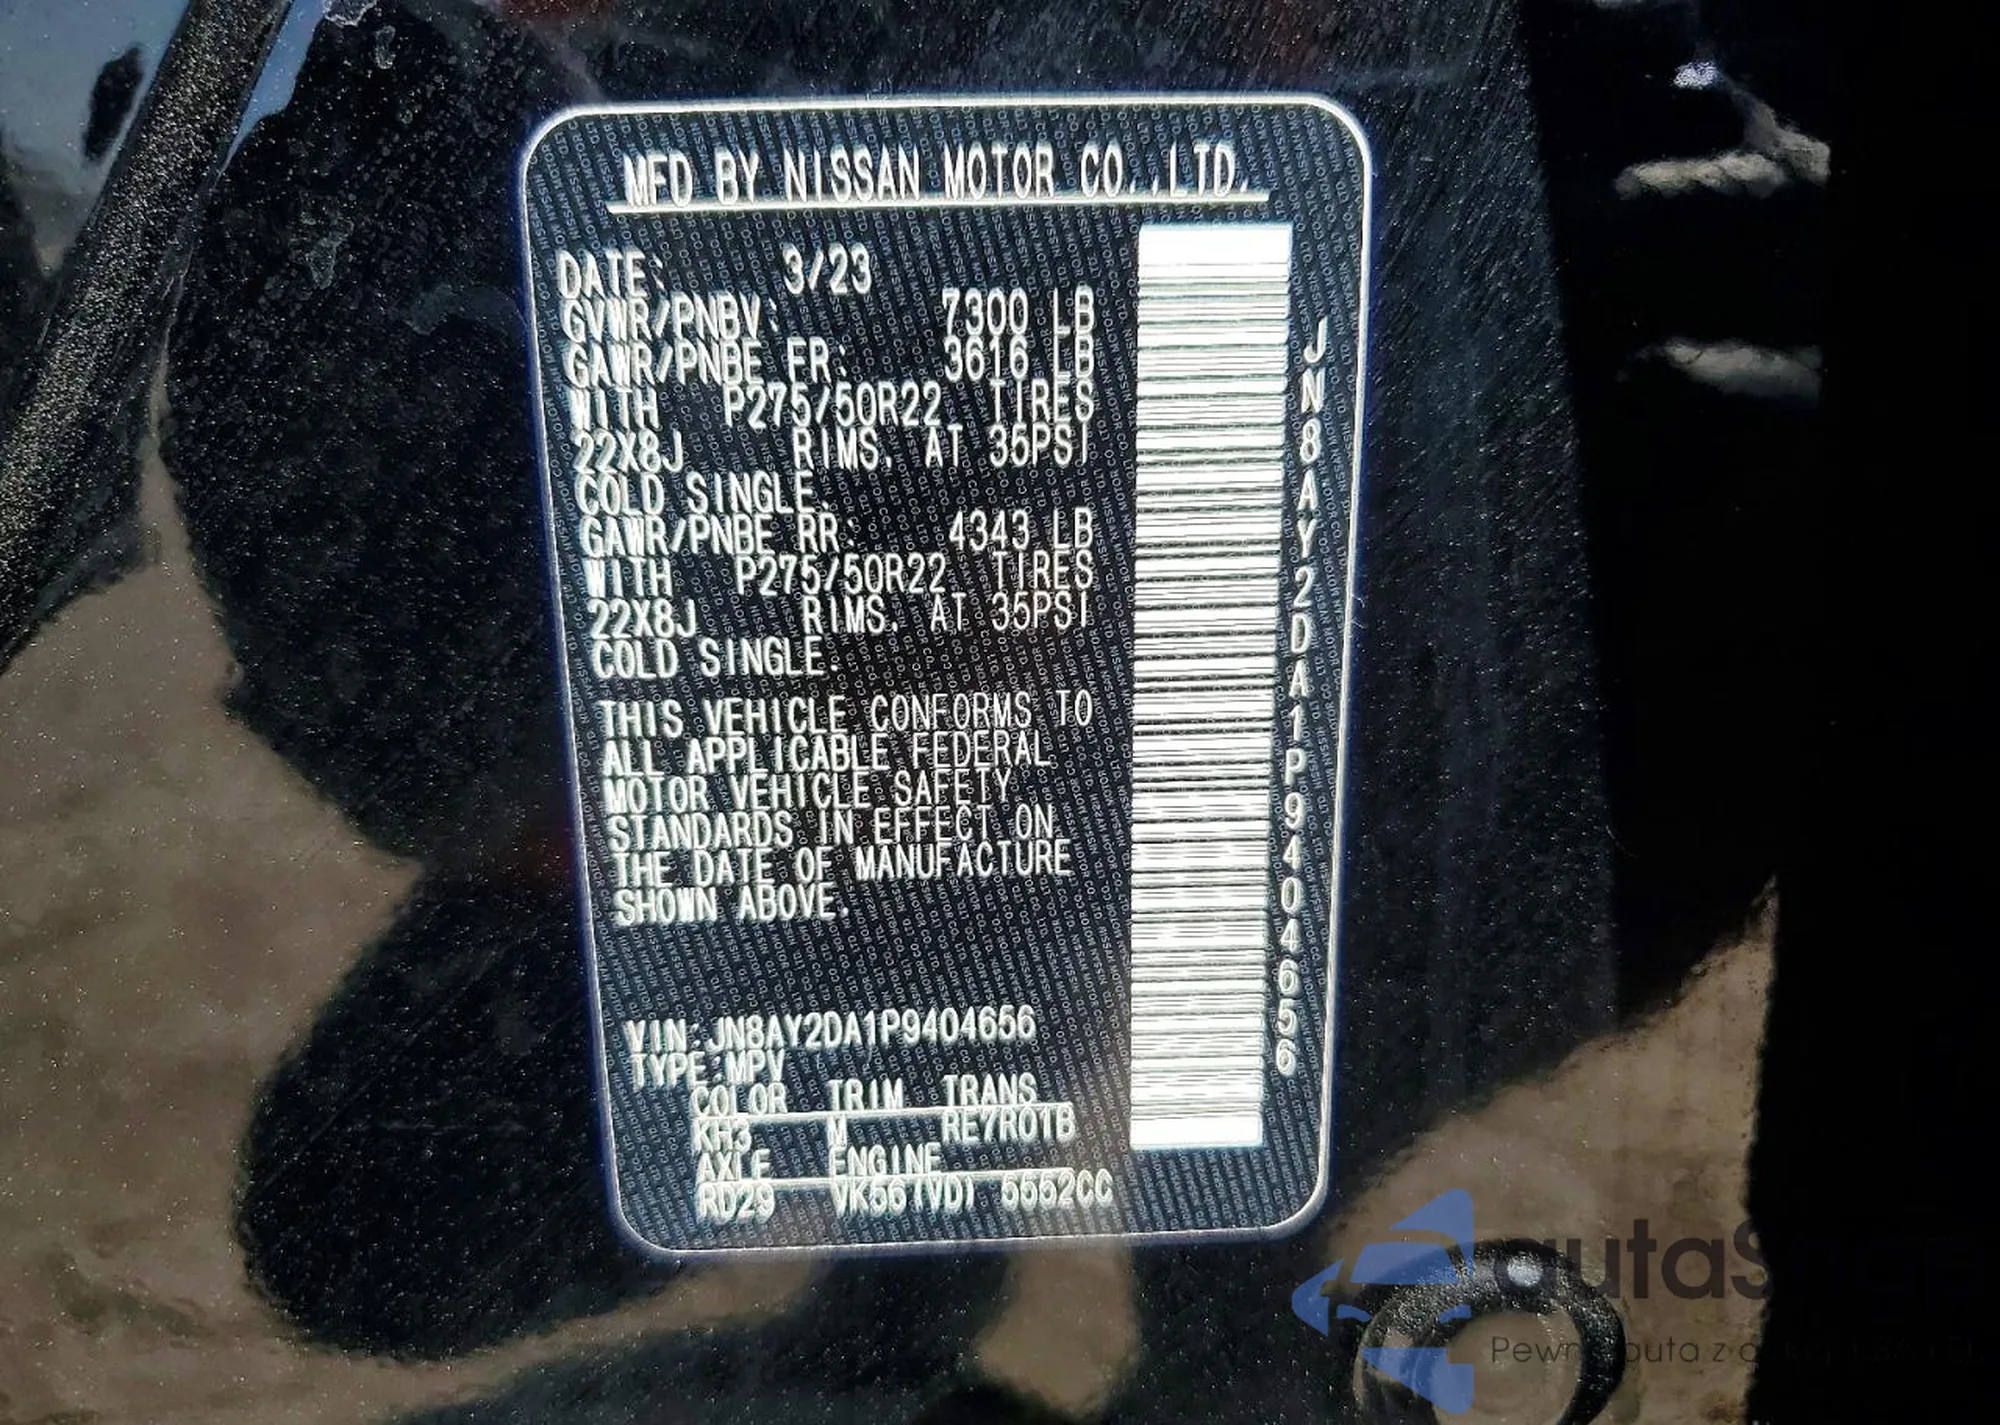 MFD BY NISSAN MOTOR CO.,LTD.
DATE: 3/23
GVWR/PNBV: 7300 LB
GAWR/PNBE FR: 3616 LB
WITH P275/50R22 TIRES
22X8J RIMS. AT 35PSI
COLD SINGLE.
GAWR/PNBE RR: 4343 LB
WITH P275/50R22 TIRES
22X8J RIMS. AT 35PSI
COLD SINGLE.
THIS VEHICLE CONFORMS TO
ALL APPLICABLE FEDERAL
MOTOR VEHICLE SAFETY
STANDARDS IN EFFECT ON
THE DATE OF MANUFACTURE
SHOWN ABOVE.
VIN:JN8AY2DA1P9404656
TYPE:MPV
COLOR TRIM TRANS
KH3 M RE7R01B
AXLE ENGINE
RD29 VK56(VD) 5552CC
JN8AY2DA1P9404656
Pewne auta z